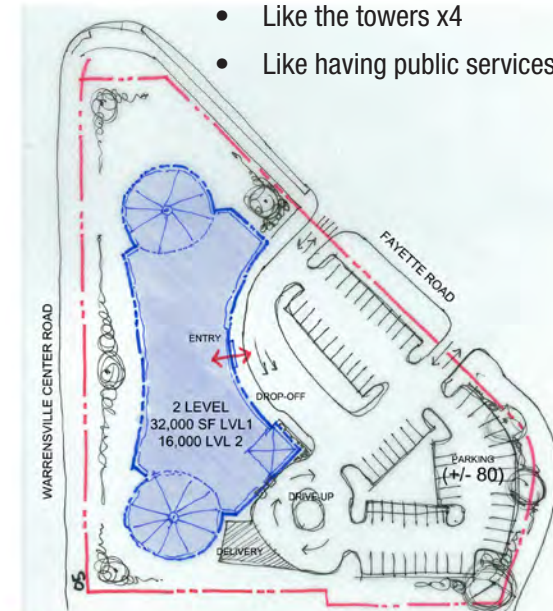 • Like the towers x4
• Like having public services
FAYETTE ROAD
WARRENSVILLE CENTER ROAD
ENTRY
DROP-OFF
2 LEVEL
32,000 SF LVL1
16,000 LVL 2
PARKING
(+/- 80)
DRIVE-UP
DELIVERY